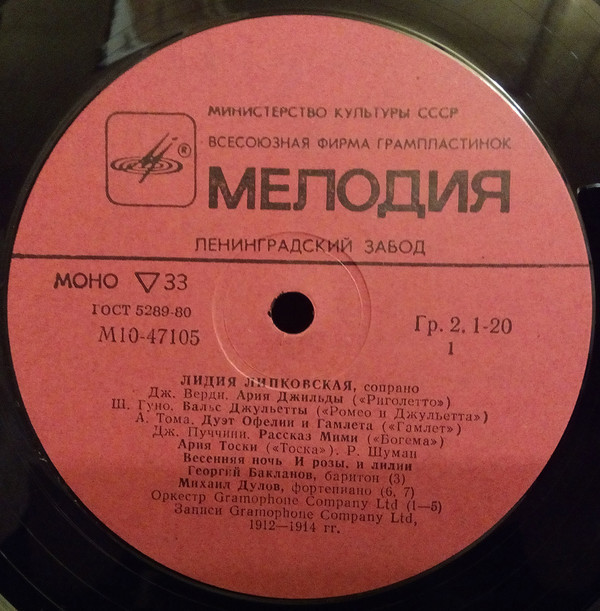 МИНИСТЕРСТВО КУЛЬТУРЫ СССР
ВСЕСОЮЗНАЯ ФИРМА ГРАМПЛАСТИНОК
®
МЕЛОДИЯ
ЛЕНИНГРАДСКИЙ ЗАВОД
МОНО ▽ 33
ГОСТ 5289-80
М10-47105
Гр. 2. 1-20
1
ЛИДИЯ ЛИПКОВСКАЯ, сопрано
Дж. Верди. Ария Джильды («Риголетто»)
Ш. Гуно. Вальс Джульетты («Ромео и Джульетта»)
А. Тома. Дуэт Офелии и Гамлета («Гамлет»)
Дж. Пуччини. Рассказ Мими («Богема»)
Ария Тоски («Тоска»). Р. Шуман
Весенняя ночь. И розы, и лилии
Георгий Бакланов, баритон (3)
Михаил Дулов, фортепиано (6, 7)
Оркестр Gramophone Company Ltd (1—5)
Записи Gramophone Company Ltd,
1912—1914 гг.